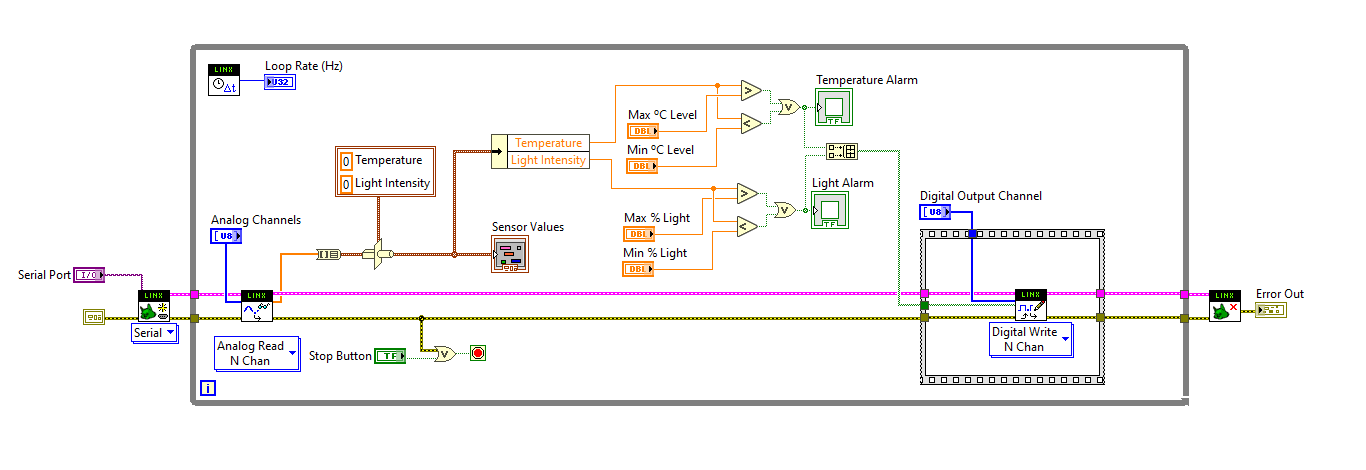 LINX
Δt
Loop Rate (Hz)
U32
Temperature Alarm
TF
Max ºC Level
DBL
Min ºC Level
DBL
Temperature
Light Intensity
0 Temperature
0 Light Intensity
Light Alarm
TF
Max % Light
DBL
Min % Light
DBL
Digital Output Channel
[U8]
Analog Channels
[U8]
Sensor Values
Serial Port
I/O
LINX
Serial
LINX
Analog Read
N Chan
Stop Button
TF
V
V
V
>
<
>
<
LINX
Digital Write
N Chan
LINX
Error Out
i